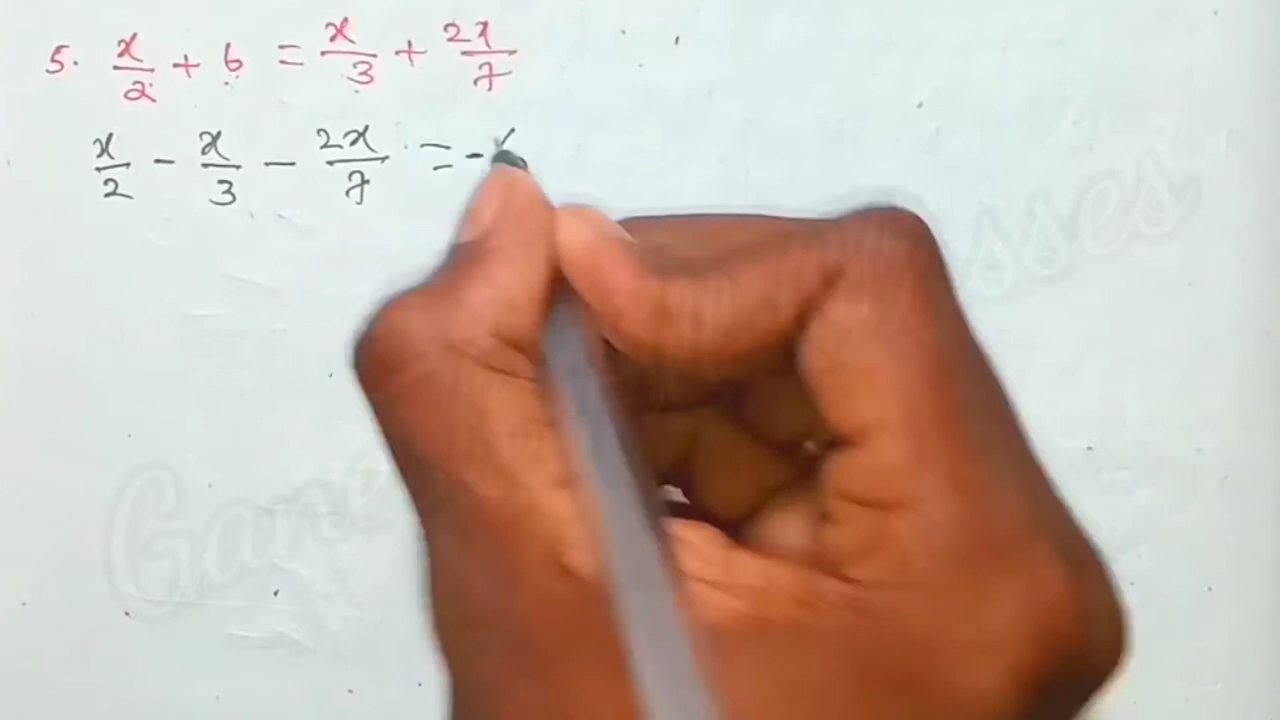 5. x/2 + 6 = x/3 + 2x/7
x/2 - x/3 - 2x/7 = -